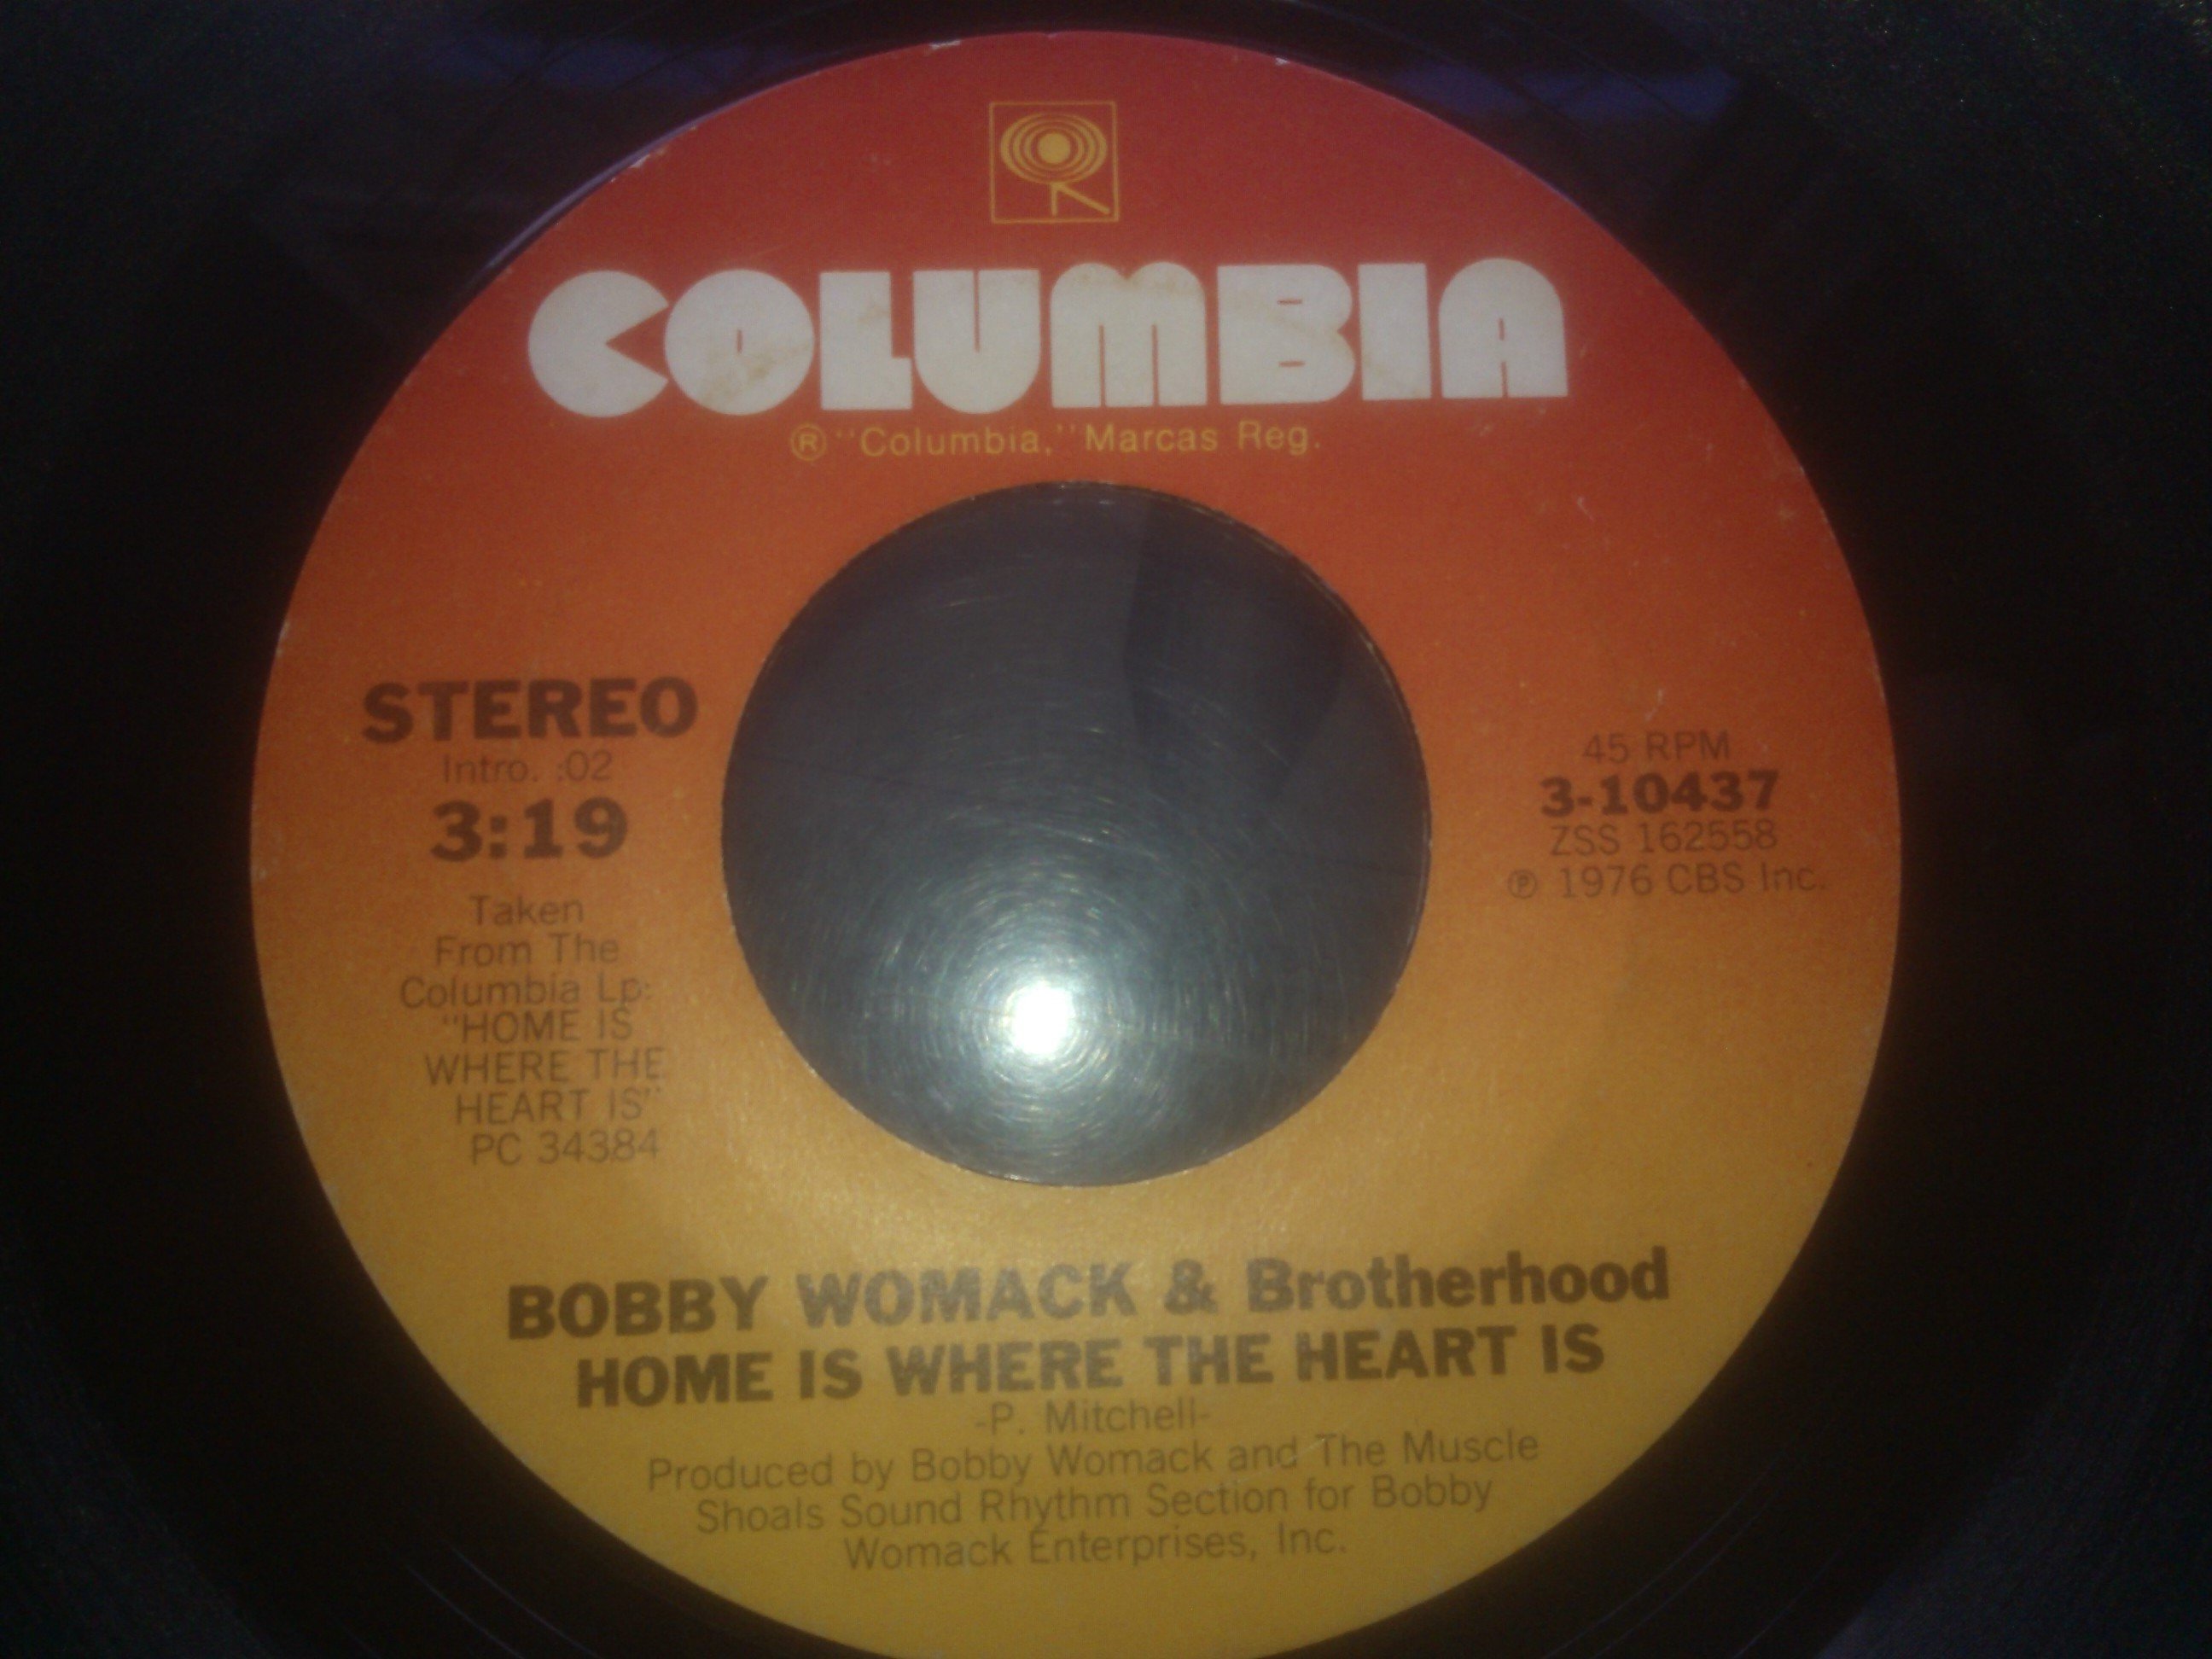 COLUMBIA
® "Columbia," Marcas Reg.
STEREO
Intro. :02
3:19
Taken
From The
Columbia Lp:
"HOME IS
WHERE THE
HEART IS"
PC 34384
45 RPM
3-10437
ZSS 162558
℗ 1976 CBS Inc.
BOBBY WOMACK & Brotherhood
HOME IS WHERE THE HEART IS
-P. Mitchell-
Produced by Bobby Womack and The Muscle
Shoals Sound Rhythm Section for Bobby
Womack Enterprises, Inc.